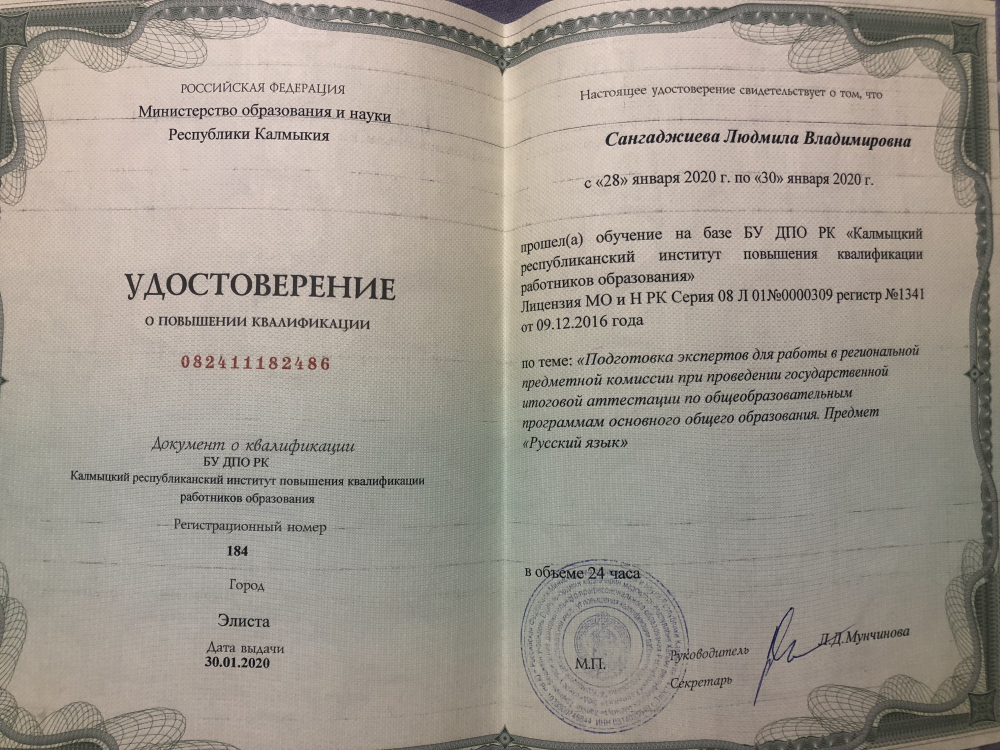 РОССИЙСКАЯ ФЕДЕРАЦИЯ
Министерство образования и науки
Республики Калмыкия
УДОСТОВЕРЕНИЕ
О ПОВЫШЕНИИ КВАЛИФИКАЦИИ
082411182486
Документ о квалификации
БУ ДПО РК
Калмыцкий республиканский институт повышения квалификации
работников образования
Регистрационный номер
184
Город
Элиста
Дата выдачи
30.01.2020
Настоящее удостоверение свидетельствует о том, что
Сангаджиева Людмила Владимировна
с «28» января 2020 г. по «30» января 2020 г.
прошел(а) обучение на базе БУ ДПО РК «Калмыцкий
республиканский институт повышения квалификации
работников образования»
Лицензия МО и Н РК Серия 08 Л 01№0000309 регистр №1341
от 09.12.2016 года
по теме: «Подготовка экспертов для работы в региональной
предметной комиссии при проведении государственной
итоговой аттестации по общеобразовательным
программам основного общего образования. Предмет
«Русский язык»
в объеме 24 часа
М.П.
Руководитель
Л.Д.Мунчинова
Секретарь